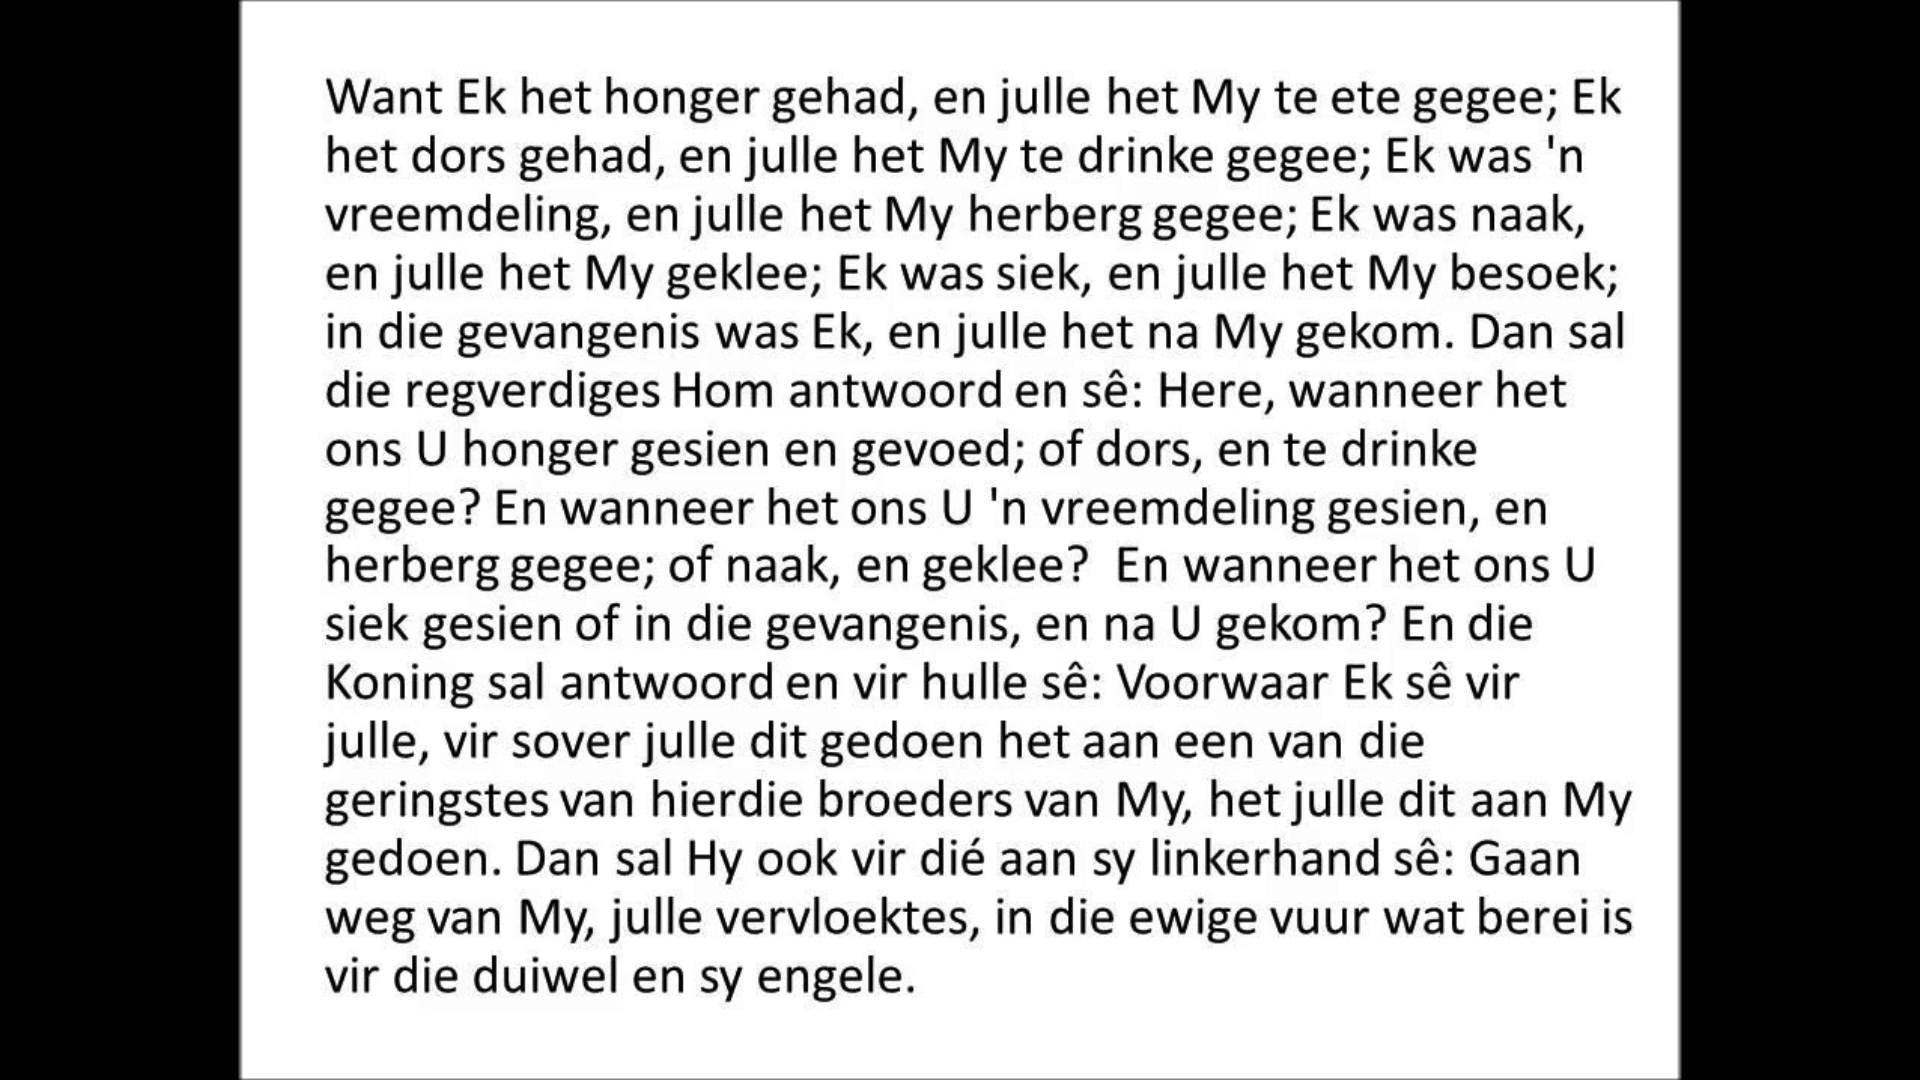 Want Ek het honger gehad, en julle het My te ete gegee; Ek
het dors gehad, en julle het My te drinke gegee; Ek was 'n
vreemdeling, en julle het My herberg gegee; Ek was naak,
en julle het My geklee; Ek was siek, en julle het My besoek;
in die gevangenis was Ek, en julle het na My gekom. Dan sal
die regverdiges Hom antwoord en sê: Here, wanneer het
ons U honger gesien en gevoed; of dors, en te drinke
gegee? En wanneer het ons U 'n vreemdeling gesien, en
herberg gegee; of naak, en geklee?  En wanneer het ons U
siek gesien of in die gevangenis, en na U gekom? En die
Koning sal antwoord en vir hulle sê: Voorwaar Ek sê vir
julle, vir sover julle dit gedoen het aan een van die
geringstes van hierdie broeders van My, het julle dit aan My
gedoen. Dan sal Hy ook vir dié aan sy linkerhand sê: Gaan
weg van My, julle vervloektes, in die ewige vuur wat berei is
vir die duiwel en sy engele.